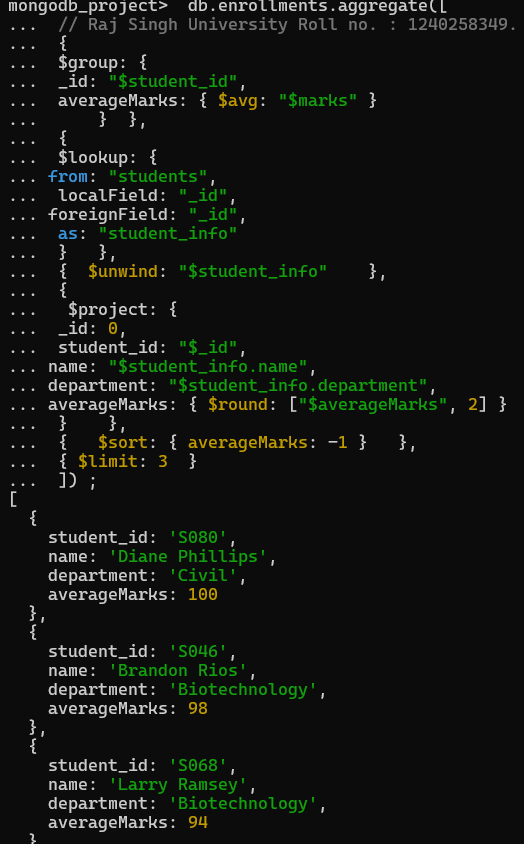 mongodb_project>  db.enrollments.aggregate([
...  // Raj Singh University Roll no. : 1240258349.
...  {
...  $group: {
...  _id: "$student_id",
...  averageMarks: { $avg: "$marks" }
...      }  },
...  {
...  $lookup: {
... from: "students",
...  localField: "_id",
... foreignField: "_id",
...  as: "student_info"
...  }   },
...  {  $unwind: "$student_info"    },
...  {
...   $project: {
...  _id: 0,
...  student_id: "$_id",
... name: "$student_info.name",
... department: "$student_info.department",
... averageMarks: { $round: ["$averageMarks", 2] }
...  }    },
...  {   $sort: { averageMarks: -1 }   },
...  { $limit: 3  }
...  ]) ;
[
  {
    student_id: 'S080',
    name: 'Diane Phillips',
    department: 'Civil',
    averageMarks: 100
  },
  {
    student_id: 'S046',
    name: 'Brandon Rios',
    department: 'Biotechnology',
    averageMarks: 98
  },
  {
    student_id: 'S068',
    name: 'Larry Ramsey',
    department: 'Biotechnology',
    averageMarks: 94
  }